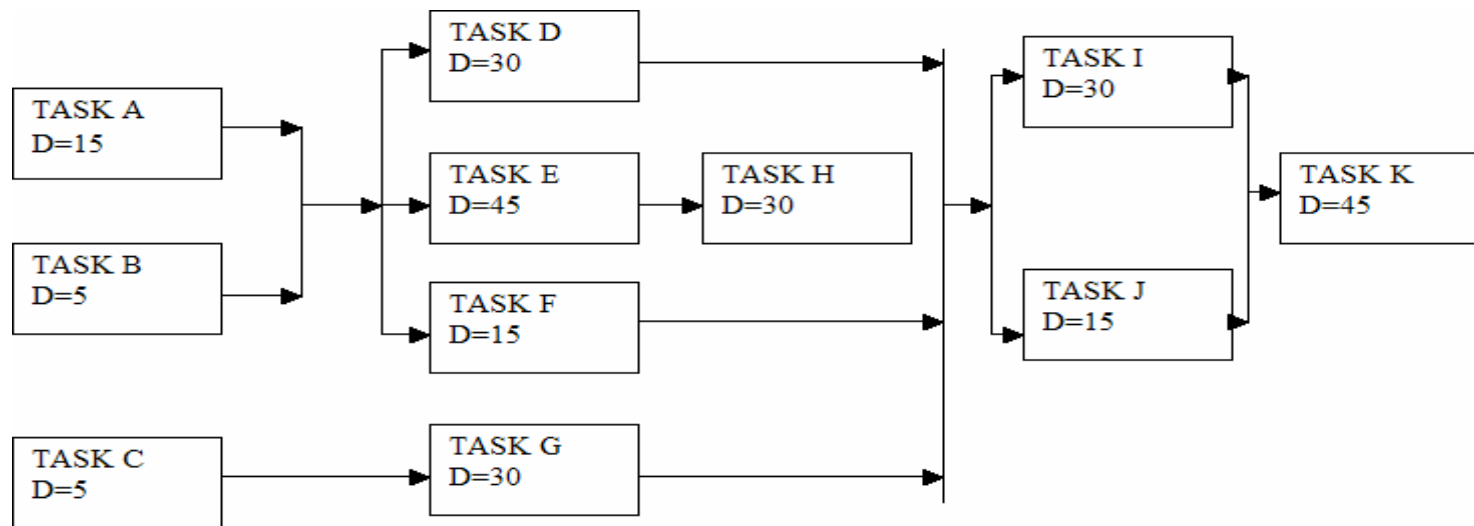 TASK A
D=15
TASK B
D=5
TASK C
D=5
TASK D
D=30
TASK E
D=45
TASK F
D=15
TASK G
D=30
TASK H
D=30
TASK I
D=30
TASK J
D=15
TASK K
D=45